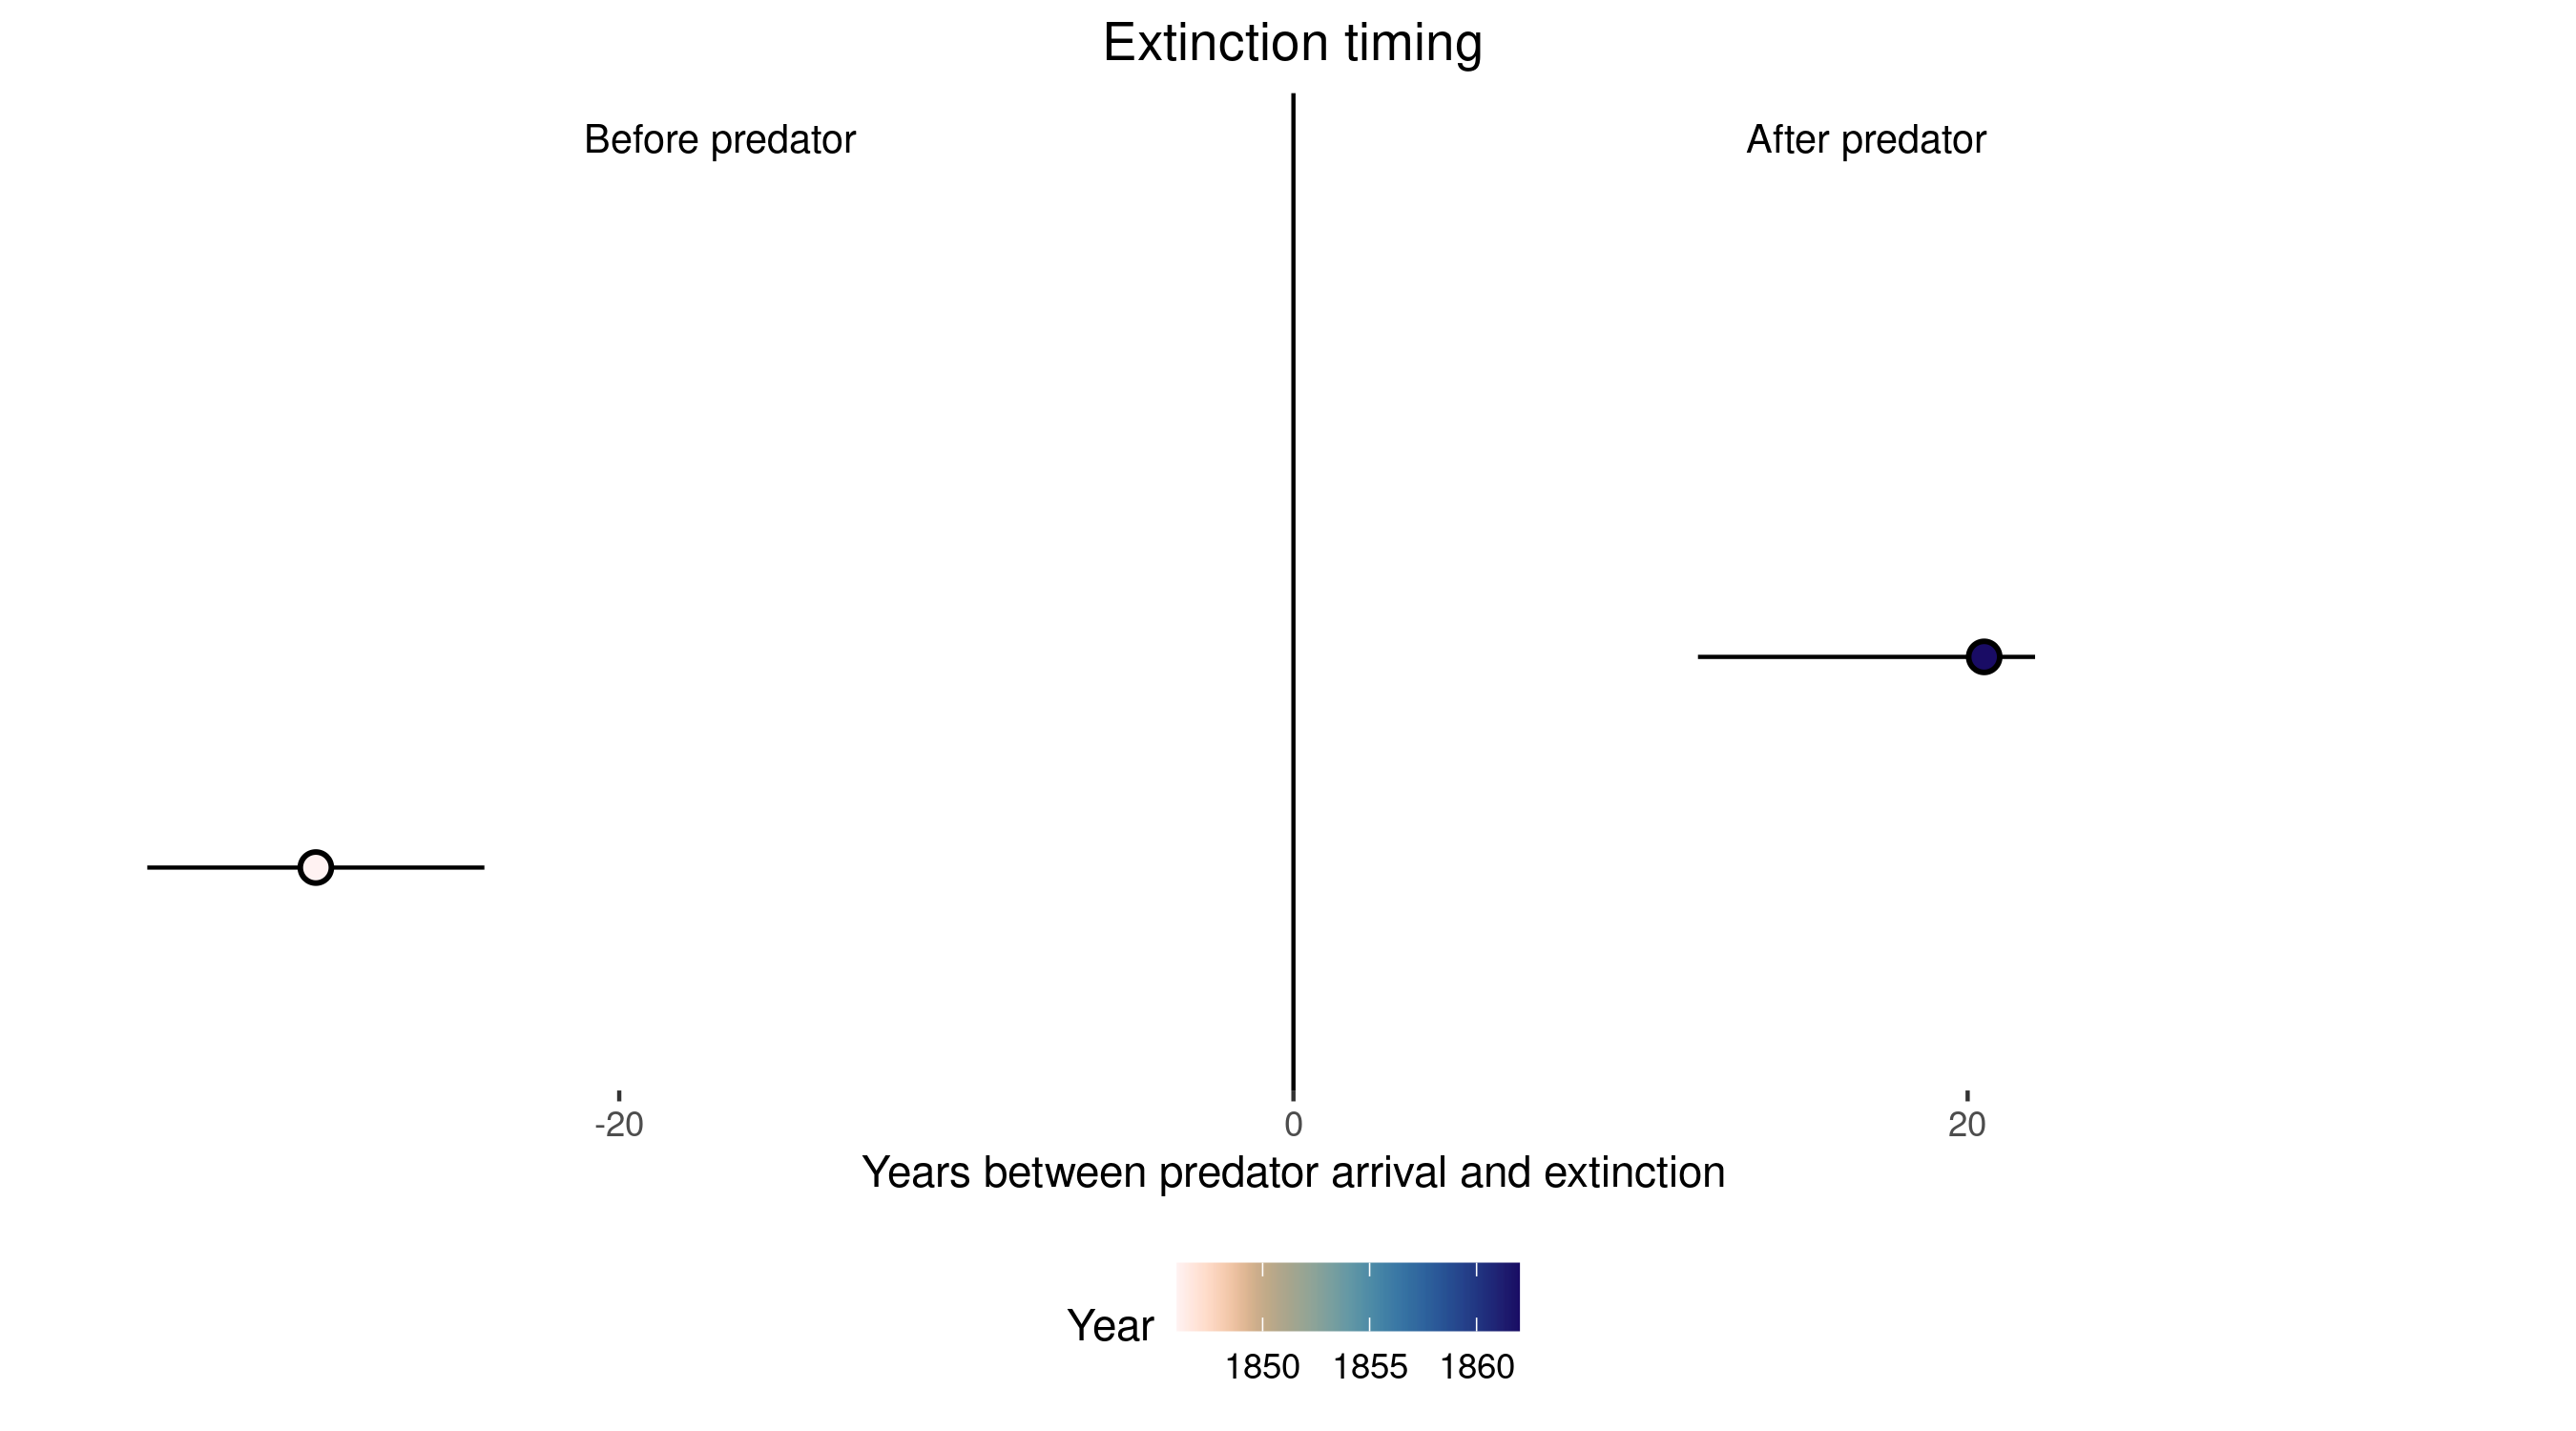 Extinction timing
Before predator After predator
-20 0 20
Years between predator arrival and extinction
Year
1850 1855 1860